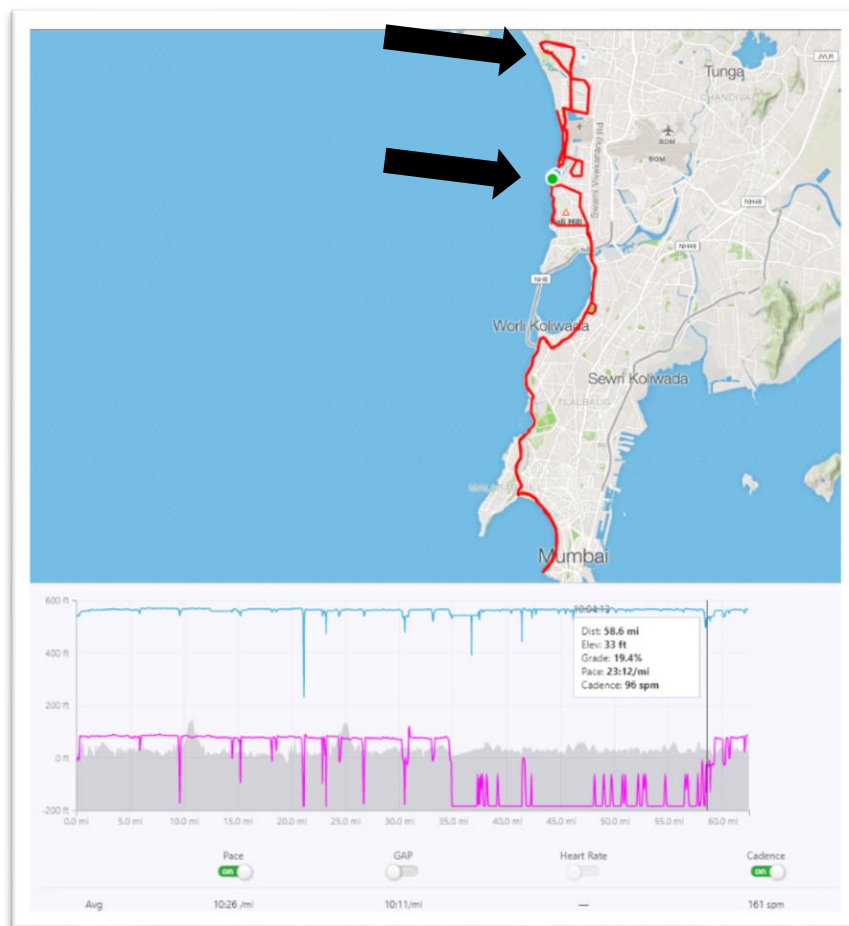 Tunga
JVLR
CHANDIVAL
BOM
BOM
Swami Vivekanand Rd
NH48
NH48
NH8
Worli Koliwada
Sewri Koliwada
LALBAUG
Mumbai
600 ft
400 ft
200 ft
0 ft
-200 ft
10:04:13
Dist: 58.6 mi
Elev: 33 ft
Grade: 19.4%
Pace: 23:12/mi
Cadence: 96 spm
0.0 mi 5.0 mi 10.0 mi 15.0 mi 20.0 mi 25.0 mi 30.0 mi 35.0 mi 40.0 mi 45.0 mi 50.0 mi 55.0 mi 60.0 mi
Pace GAP Heart Rate Cadence
ON ON
Avg 10:26 /mi 10:11/mi — 161 spm